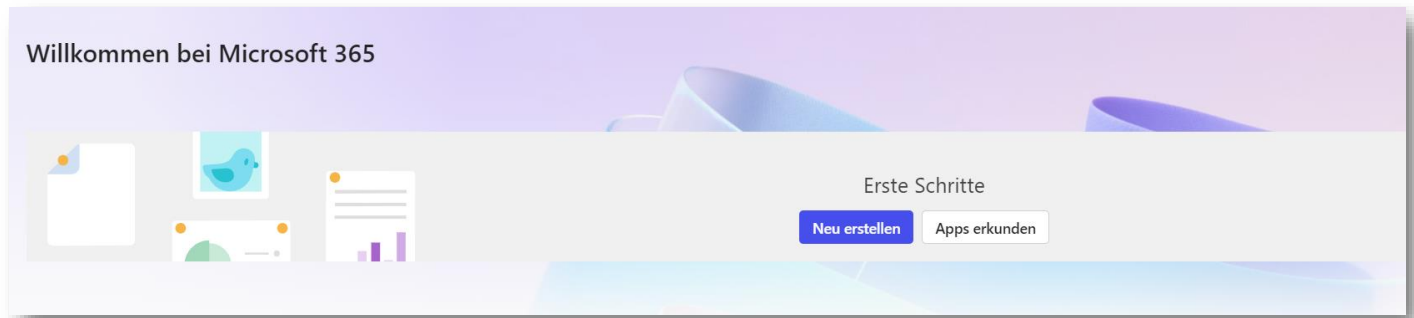 Willkommen bei Microsoft 365
Erste Schritte
Neu erstellen Apps erkunden